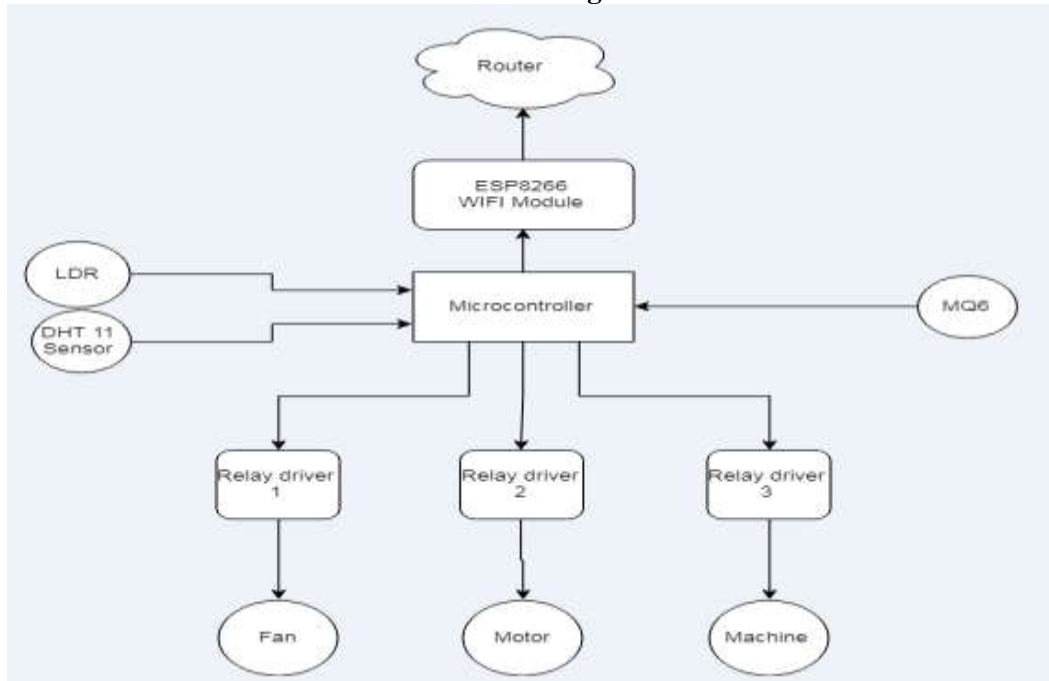 Router
ESP8266
WIFI Module
LDR
Microcontroller
MQ6
DHT 11
Sensor
Relay driver
1
Relay driver
2
Relay driver
3
Fan
Motor
Machine